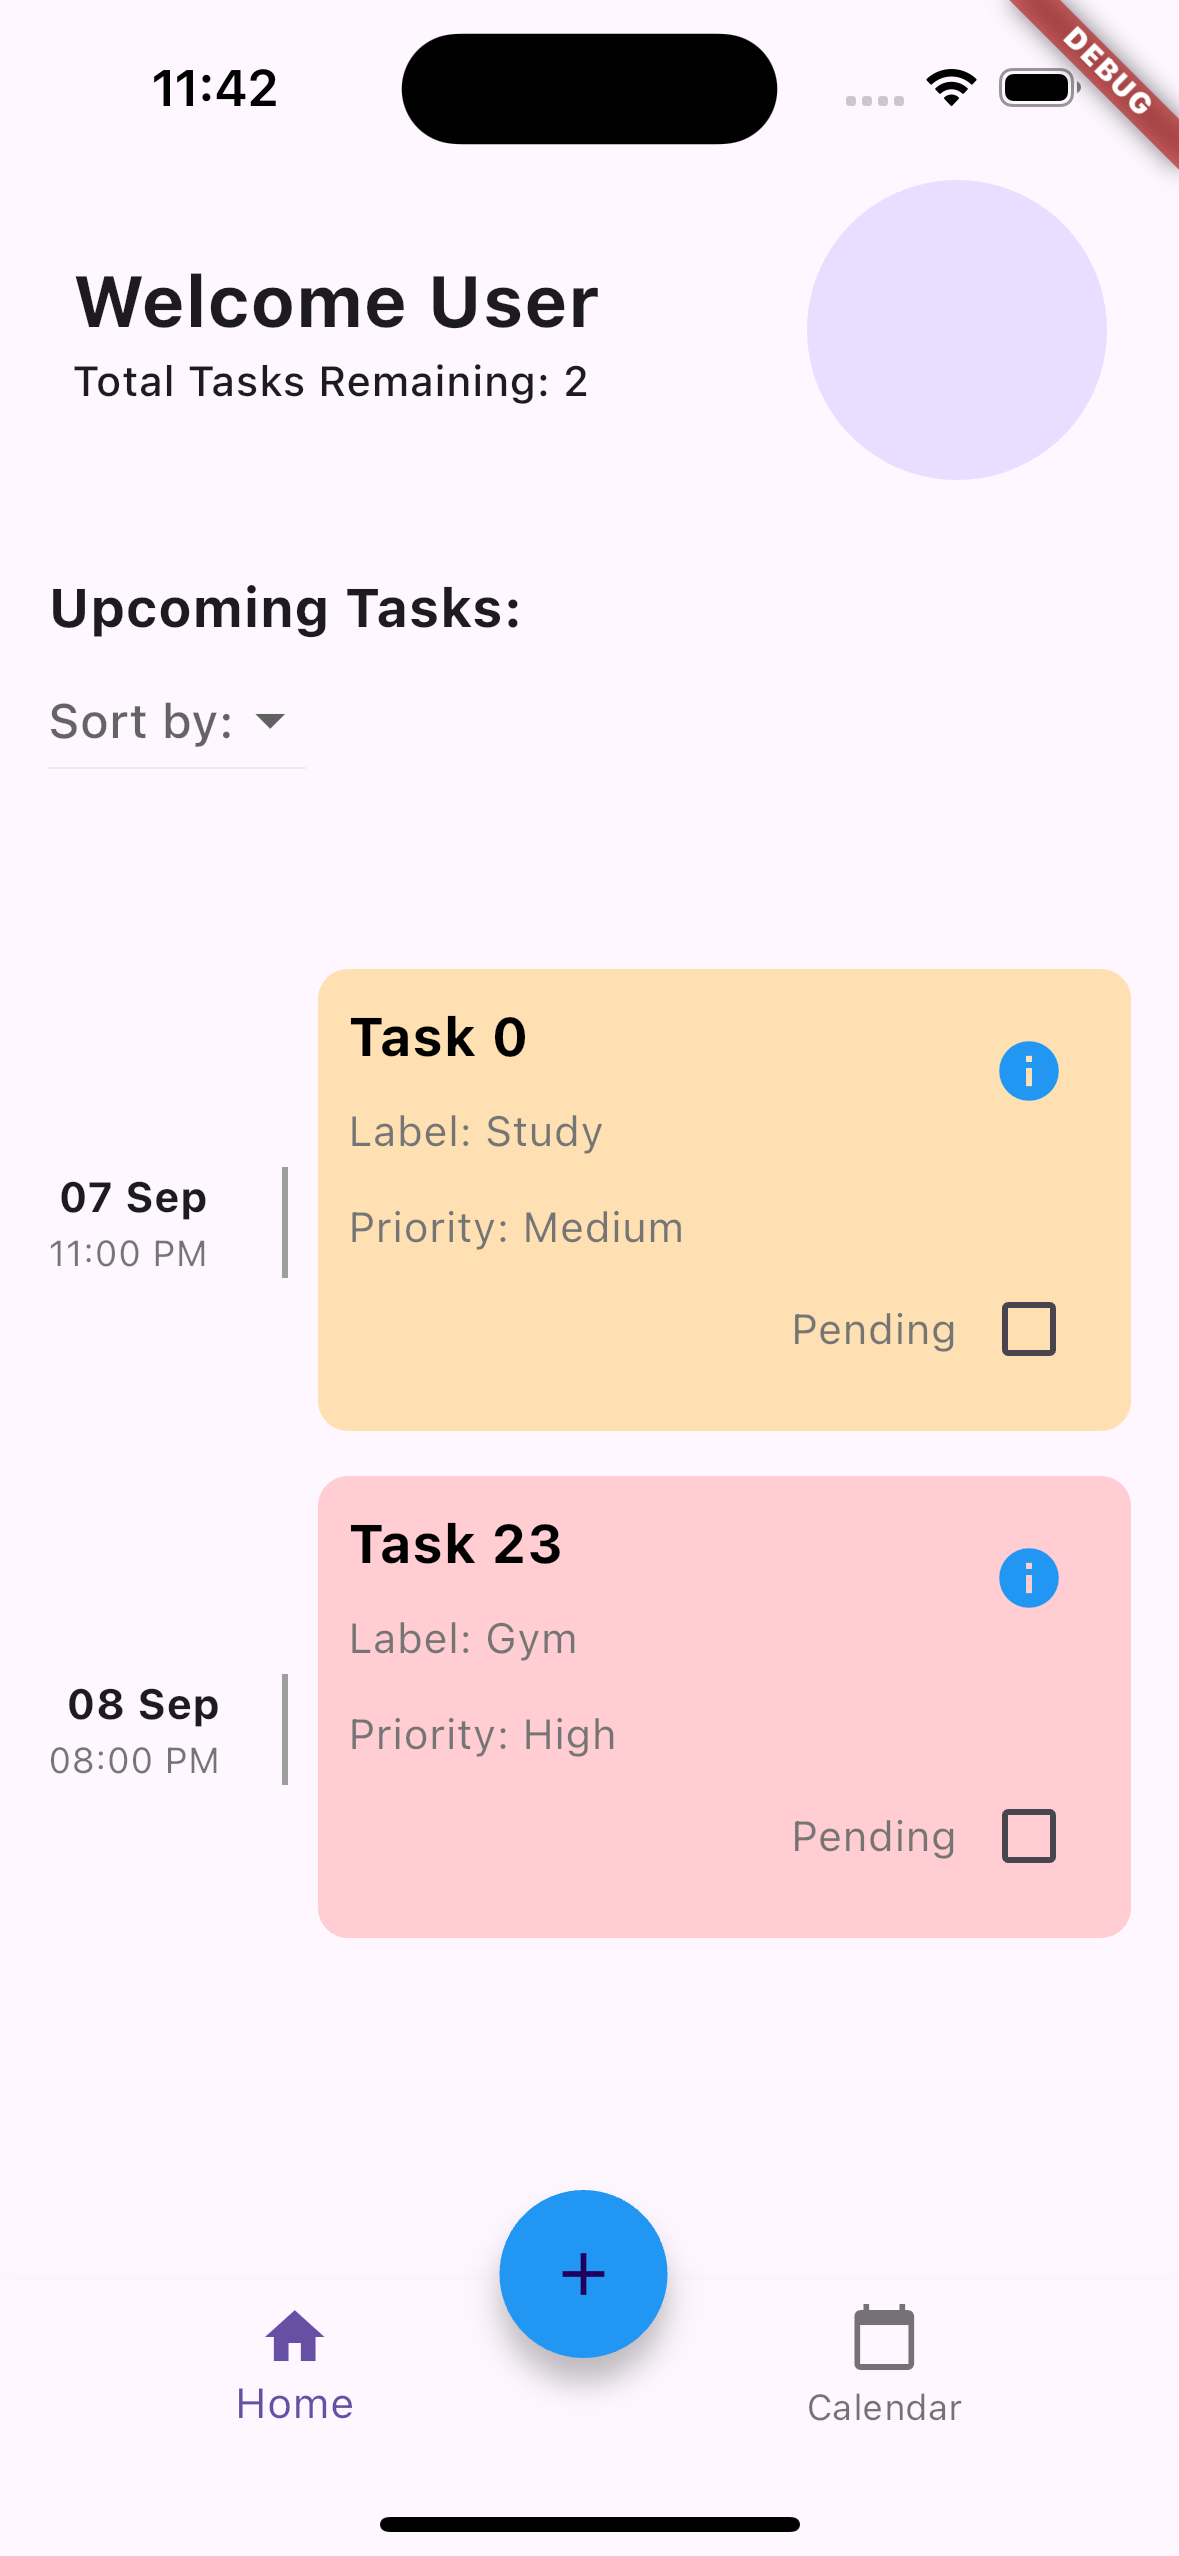 11:42
DEBUG
Welcome User
Total Tasks Remaining: 2
Upcoming Tasks:
Sort by:
Task 0
Label: Study
07 Sep
11:00 PM
Priority: Medium
Pending
Task 23
Label: Gym
08 Sep
08:00 PM
Priority: High
Pending
Home
Calendar